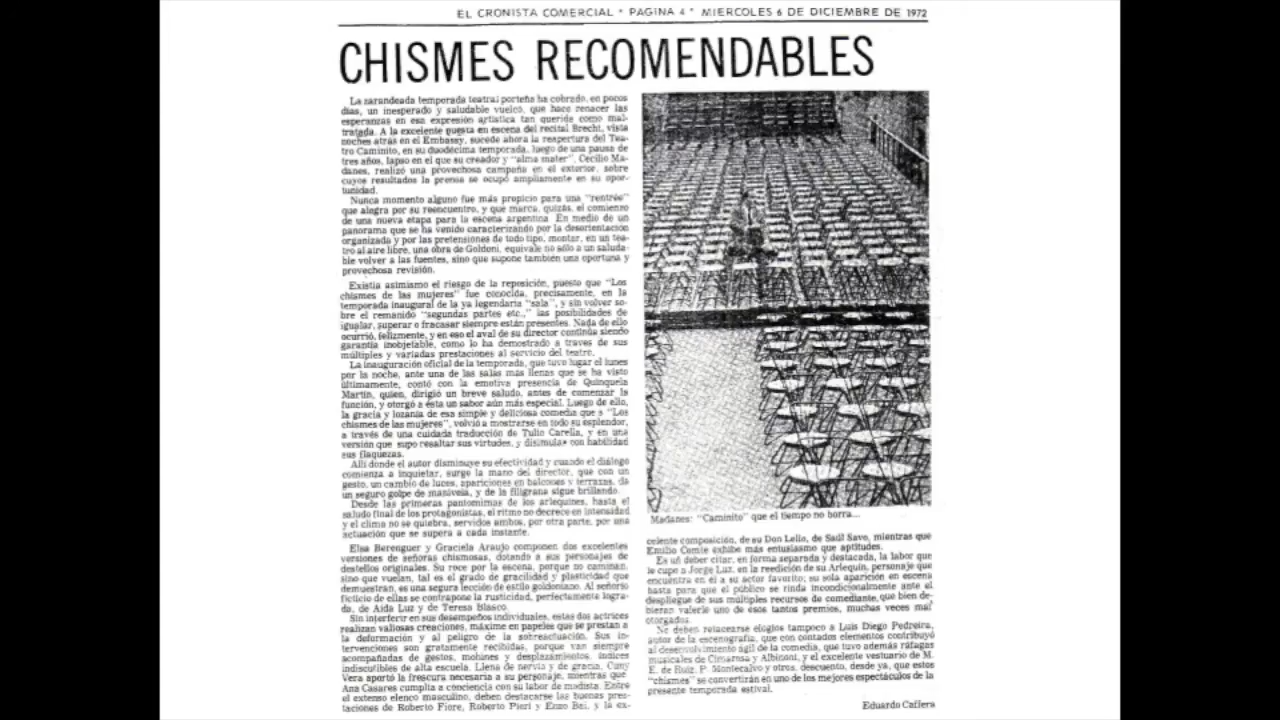 EL CRONISTA COMERCIAL * PAGINA 4 * MIERCOLES 6 DE DICIEMBRE DE 1972
CHISMES RECOMENDABLES
La zarandeada temporada teatral porteña ha cobrado, en pocos
días, un inesperado y saludable vuelco, que hace renacer las
esperanzas en esa expresión artística tan querida como mal-
tratada. A la excelente puesta en escena del recital Brecht, vista
noches atrás en el Embassy, sucede ahora la reapertura del Tea-
tro Caminito, en su duodécima temporada, luego de una pausa de
tres años, lapso en el que su creador y "alma mater", Cecilio Ma-
danes, realizó una provechosa campaña en el exterior, sobre
cuyos resultados la prensa se ocupó ampliamente en su opor-
tunidad.
Nunca momento alguno fue más propicio para una "rentrée"
que alegra por su reencuentro, y que marca, quizás, el comienzo
de una nueva etapa para la escena argentina. En medio de un
panorama que se ha venido caracterizando por la desorientación
organizada y por las pretensiones de todo tipo, montar, en un tea-
tro al aire libre, una obra de Goldoni, equivale no sólo a un saluda-
ble volver a las fuentes, sino que supone también una oportuna y
provechosa revisión.
Existía asimismo el riesgo de la reposición, puesto que "Los
chismes de las mujeres" fue conocida, precisamente, en la
temporada inaugural de la ya legendaria "sala", y sin volver so-
bre el remanido "segundas partes etc.," las posibilidades de
igualar, superar o fracasar siempre están presentes. Nada de ello
ocurrió, felizmente, y en eso el aval de su director continúa siendo
garantía inobjetable, como lo ha demostrado a traves de sus
múltiples y variadas prestaciones al servicio del teatro.
La inauguración oficial de la temporada, que tuvo lugar el lunes
por la noche, ante una de las salas más llenas que se ha visto
últimamente, contó con la emotiva presencia de Quinquela
Martín, quien, dirigió un breve saludo, antes de comenzar la
función, y otorgó a ésta un sabor aún más especial. Luego de ello,
la gracia y lozanía de esa simple y deliciosa comedia que s "Los
chismes de las mujeres", volvió a mostrarse en todo su esplendor,
a través de una cuidada traducción de Tulio Carella, y en una
versión que supo resaltar sus virtudes, y disimular con habilidad
sus flaquezas.
Allí donde el autor disminuye su efectividad y cuando el diálogo
comienza a inquietar, surge la mano del director, que con un
gesto, un cambio de luces, apariciones en balcones y terrazas, da
un seguro golpe de manivela, y de la filigrana sigue brillando.
Desde las primeras pantomimas de los arlequines, hasta el
saludo final de los protagonistas, el ritmo no decrece en intensidad
y el clima no se quiebra, servidos ambos, por otra parte, por una
actuación que se supera a cada instante.
Elsa Berenguer y Graciela Araujo componen dos excelentes
versiones de señoras chismosas, dotando a sus personajes de
destellos originales. Su roce por la escena, porque no caminan,
sino que vuelan, tal es el grado de gracilidad y plasticidad que
demuestran, es una segura lección de estilo goldoniano. Al señorío
ficticio de ellas se contrapone la rusticidad, perfectamente logra-
da, de Aida Luz y de Teresa Blasco.
Sin interferir en sus desempeños individuales, estas dos actrices
realizan valiosas creaciones, máxime en papeles que se prestan a
la deformación y al peligro de la sobreactuación. Sus in-
tervenciones son gratamente recibidas, porque van siempre
acompañadas de gestos, mohines y desplazamientos, índices
indiscutibles de alta escuela. Llena de nervio y de gracia, Cuny
Vera aportó la frescura necesaria a su personaje, mientras que
Ana Casares cumplía a conciencia con su labor de modista. Entre
el extenso elenco masculino, deben destacarse las buenas pres-
taciones de Roberto Fiore, Roberto Pieri y Enzo Bai, y la ex-
Madanes: "Caminito" que el tiempo no borra...
celente composición, de su Don Lelio, de Saúl Savo, mientras que
Emilio Comte exhibe más entusiasmo que aptitudes.
Es un deber citar, en forma separada y destacada, la labor que
le cupo a Jorge Luz, en la reedición de su Arlequín, personaje que
encuentra en él a su actor favorito; su sola aparición en escena
basta para que el público se rinda incondicionalmente ante el
despliegue de sus múltiples recursos de comediante, que bien de-
bieran valerle uno de esos tantos premios, muchas veces mal
otorgados.
No deben retacearse elogios tampoco a Luis Diego Pedreira,
autor de la escenografía, que con contados elementos contribuyó
al desenvolvimiento ágil de la comedia, que tuvo además ráfagas
musicales de Cimarosa y Albinoni, y el excelente vestuario de M.
E. de Ruiz, P. Montecalvo y otros, descuento, desde ya, que estos
"chismes" se convertirán en uno de los mejores espectáculos de la
presente temporada estival.
Eduardo Caffera